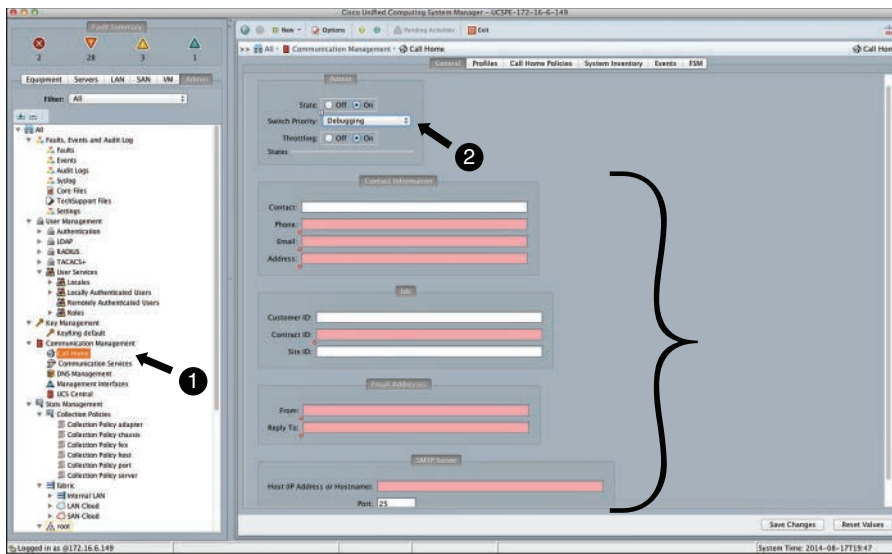 Cisco Unified Computing System Manager - UCSPE-172-16-6-149
Fault Summary
2 28 3 1
Equipment Servers LAN SAN VM Admin
Filter: All
All
Faults, Events and Audit Log
Faults
Events
Audit Logs
Syslog
Core Files
TechSupport Files
Settings
User Management
Authentication
LDAP
RADIUS
TACACS+
User Services
Locales
Locally Authenticated Users
Remotely Authenticated Users
Roles
Key Management
KeyRing default
Communication Management
Call Home
Communication Services
DNS Management
Management Interfaces
UCS Central
Stats Management
Collection Policies
Collection Policy adapter
Collection Policy chassis
Collection Policy fex
Collection Policy host
Collection Policy port
Collection Policy server
fabric
Internal LAN
LAN Cloud
SAN Cloud
root
1
New Options Pending Activities Exit
>> All Communication Management Call Home
Call Hom
General Profiles Call Home Policies System Inventory Events FSM
Admin
State: Off On
Switch Priority: Debugging
Throttling: Off On
States
2
Contact Information
Contact:
Phone:
Email:
Address:
Ids
Customer ID:
Contract ID:
Site ID:
Email Addresses
From:
Reply To:
SMTP Server
Host (IP Address or Hostname):
Port: 25
Save Changes Reset Values
Logged in as @172.16.6.149
System Time: 2014-08-17T19:47